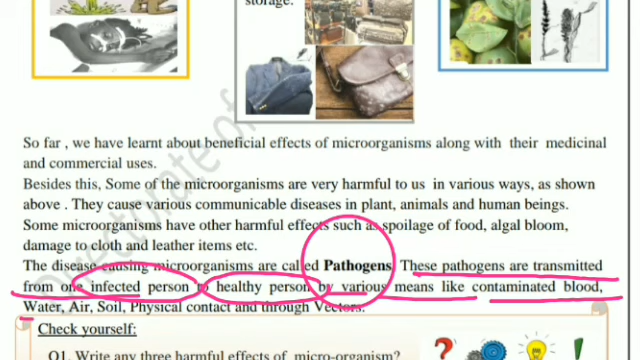 storage.
So far , we have learnt about beneficial effects of microorganisms along with their medicinal
and commercial uses.
Besides this, Some of the microorganisms are very harmful to us in various ways, as shown
above . They cause various communicable diseases in plant, animals and human beings.
Some microorganisms have other harmful effects such as spoilage of food, algal bloom,
damage to cloth and leather items etc.
The disease causing microorganisms are called Pathogens. These pathogens are transmitted
from one infected person to healthy person by various means like contaminated blood,
Water, Air, Soil, Physical contact and through Vectors.
Check yourself:
Q1. Write any three harmful effects of micro-organism?
Directorate of